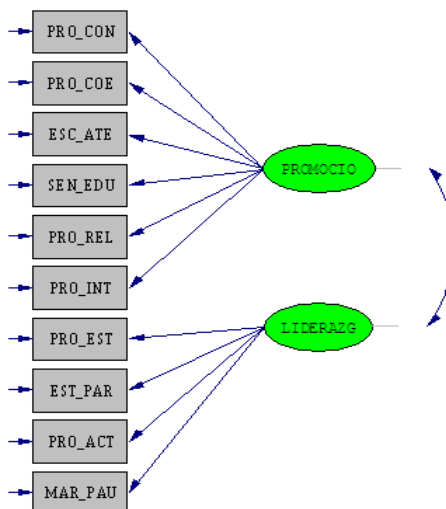 PRO_CON
PRO_COE
ESC_ATE
PROMOCIO
SEN_EDU
PRO_REL
PRO_INT
PRO_EST
LIDERAZG
EST_PAR
PRO_ACT
MAR_PAU